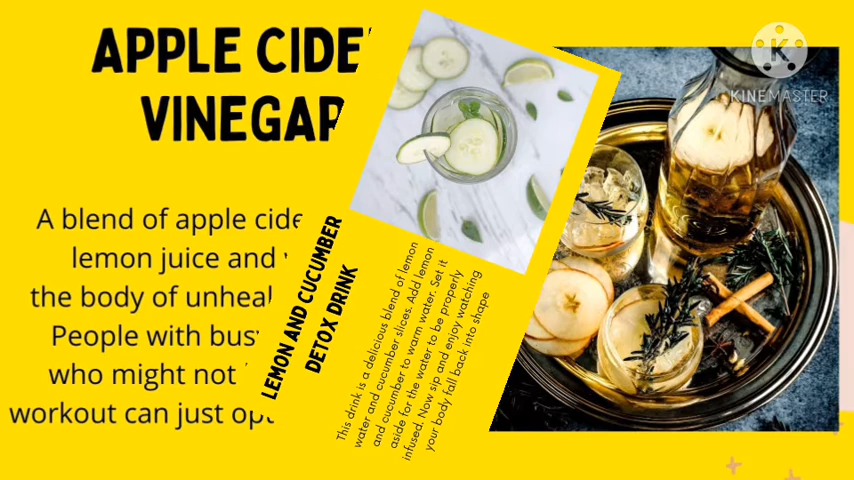 APPLE CIDE
VINEGAR
A blend of apple cide
lemon juice and
the body of unheal
People with bus
who might not
workout can just op
LEMON AND CUCUMBER
DETOX DRINK
This drink is a delicious blend of lemon
water and cucumber slices. Add lemon
and cucumber to warm water. Set it
aside for the water to be properly
infused. Now sip and enjoy watching
your body fall back into shape
K
KINEMASTER